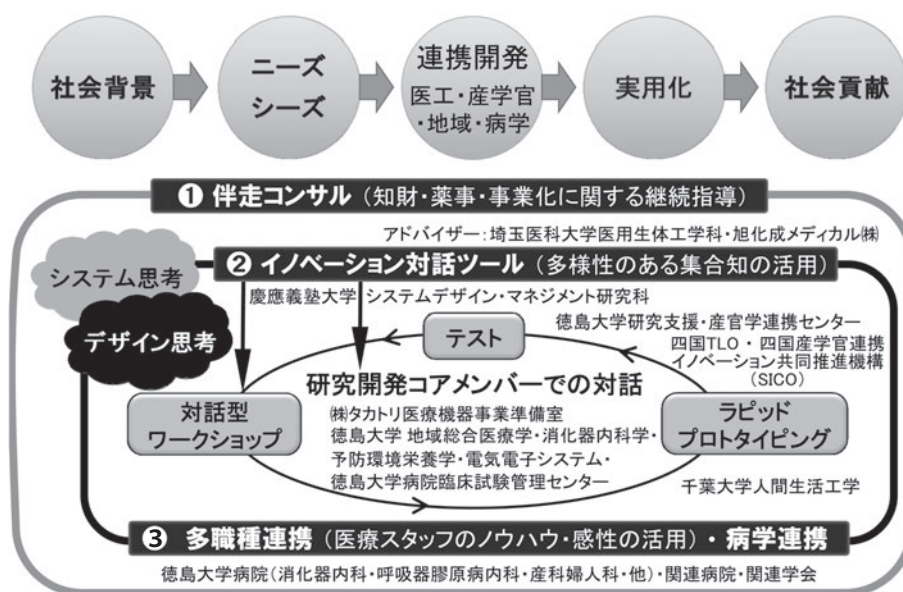 社会背景
ニーズ
シーズ
連携開発
医工・産学官
・地域・病学
実用化
社会貢献
❶ 伴走コンサル（知財・薬事・事業化に関する継続指導）
アドバイザー：埼玉医科大学医用生体工学科・旭化成メディカル㈱
システム思考
デザイン思考
❷ イノベーション対話ツール（多様性のある集合知の活用）
慶應義塾大学 システムデザイン・マネジメント研究科
テスト
徳島大学研究支援・産官学連携センター
四国TLO・四国産学官連携
イノベーション共同推進機構
（SICO）
研究開発コアメンバーでの対話
対話型
ワークショップ
㈱タカトリ医療機器事業準備室
徳島大学 地域総合医療学・消化器内科学・
予防環境栄養学・電気電子システム・
徳島大学病院臨床試験管理センター
ラピッド
プロトタイピング
千葉大学人間生活工学
❸ 多職種連携（医療スタッフのノウハウ・感性の活用）・病学連携
徳島大学病院（消化器内科・呼吸器膠原病内科・産科婦人科・他）・関連病院・関連学会